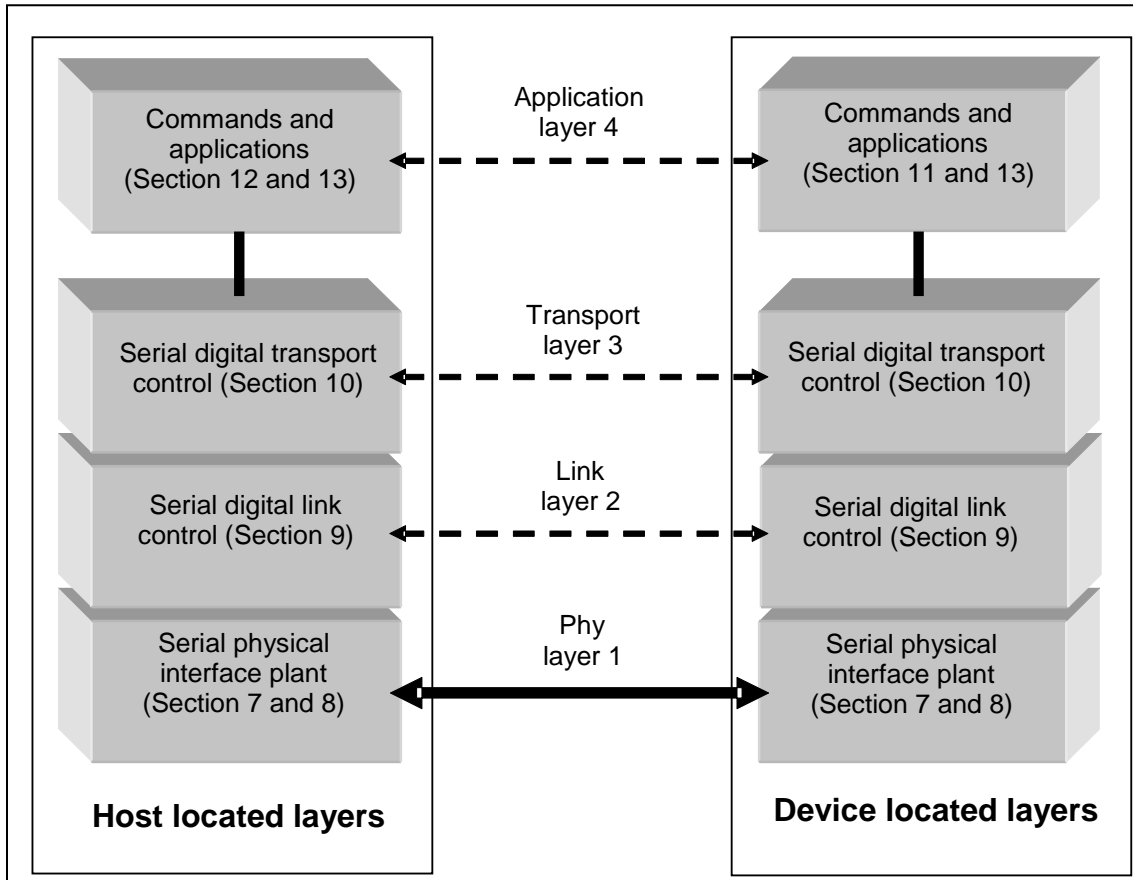 Commands and
applications
(Section 12 and 13)
Application
layer 4
Commands and
applications
(Section 11 and 13)
Serial digital transport
control (Section 10)
Transport
layer 3
Serial digital transport
control (Section 10)
Serial digital link
control (Section 9)
Link
layer 2
Serial digital link
control (Section 9)
Serial physical
interface plant
(Section 7 and 8)
Phy
layer 1
Serial physical
interface plant
(Section 7 and 8)
Host located layers
Device located layers